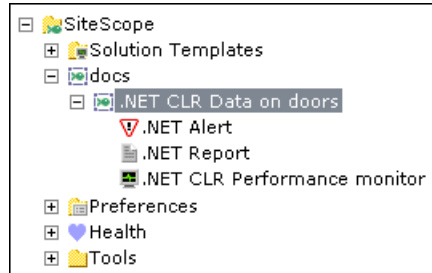 SiteScope
Solution Templates
docs
.NET CLR Data on doors
.NET Alert
.NET Report
.NET CLR Performance monitor
Preferences
Health
Tools